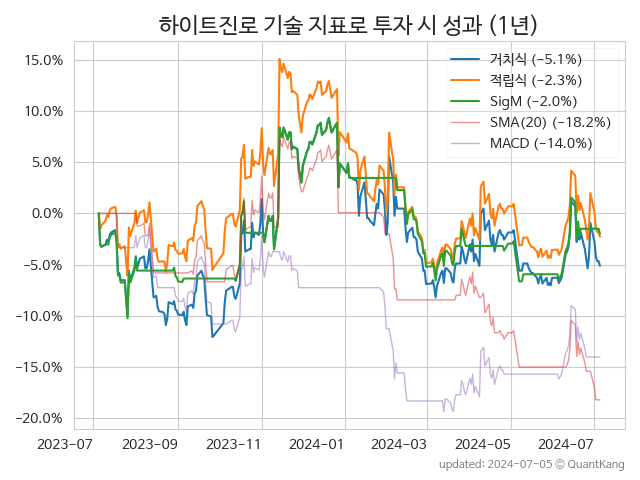 하이트진로 기술 지표로 투자 시 성과 (1년)
거치식 (−5.1%)
적립식 (−2.3%)
SigM (−2.0%)
SMA(20) (−18.2%)
MACD (−14.0%)
15.0%
10.0%
5.0%
0.0%
−5.0%
−10.0%
−15.0%
−20.0%
2023-07 2023-09 2023-11 2024-01 2024-03 2024-05 2024-07
updated: 2024-07-05 © QuantKang